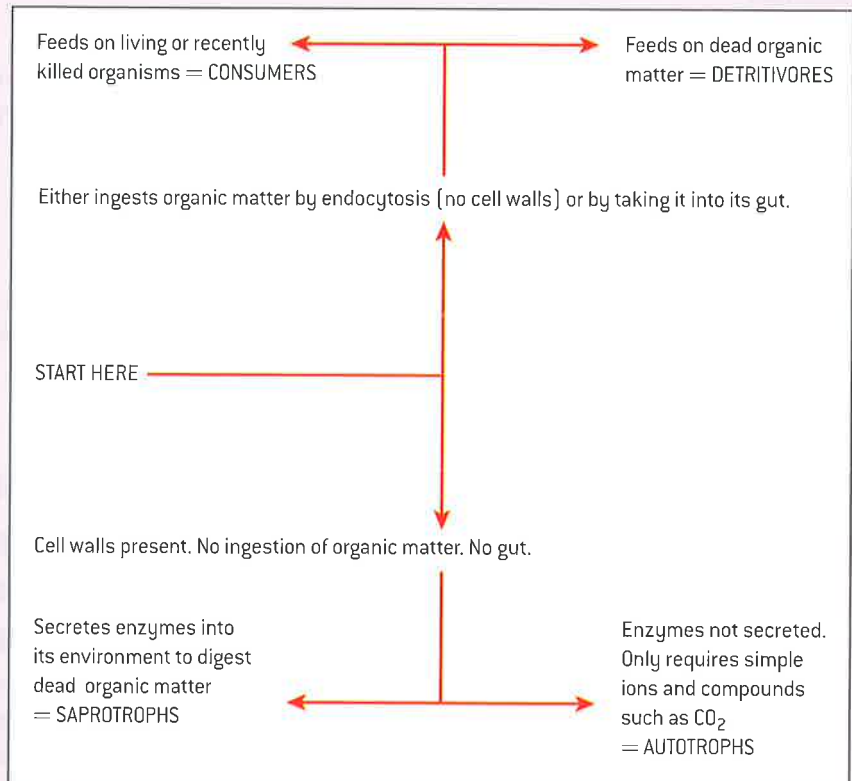 Feeds on living or recently
killed organisms = CONSUMERS
Feeds on dead organic
matter = DETRITIVORES
Either ingests organic matter by endocytosis (no cell walls) or by taking it into its gut.
START HERE
Cell walls present. No ingestion of organic matter. No gut.
Secretes enzymes into
its environment to digest
dead organic matter
= SAPROTROPHS
Enzymes not secreted.
Only requires simple
ions and compounds
such as CO₂
= AUTOTROPHS